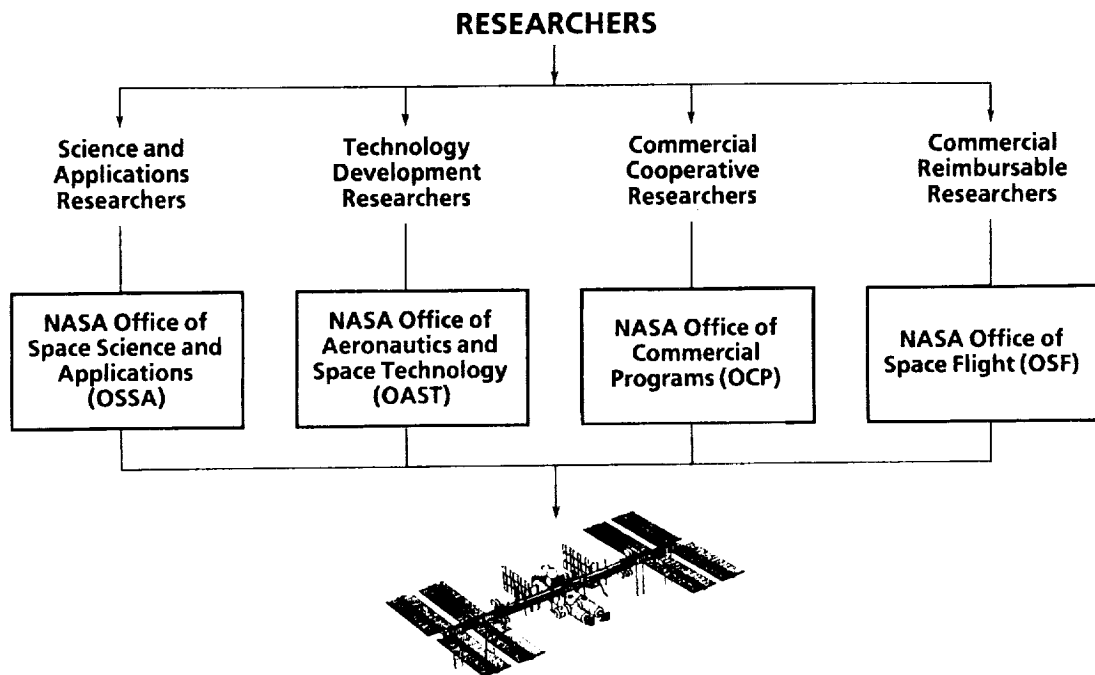 RESEARCHERS
Science and
Applications
Researchers
Technology
Development
Researchers
Commercial
Cooperative
Researchers
Commercial
Reimbursable
Researchers
NASA Office of
Space Science and
Applications
(OSSA)
NASA Office of
Aeronautics and
Space Technology
(OAST)
NASA Office of
Commercial
Programs (OCP)
NASA Office of
Space Flight (OSF)